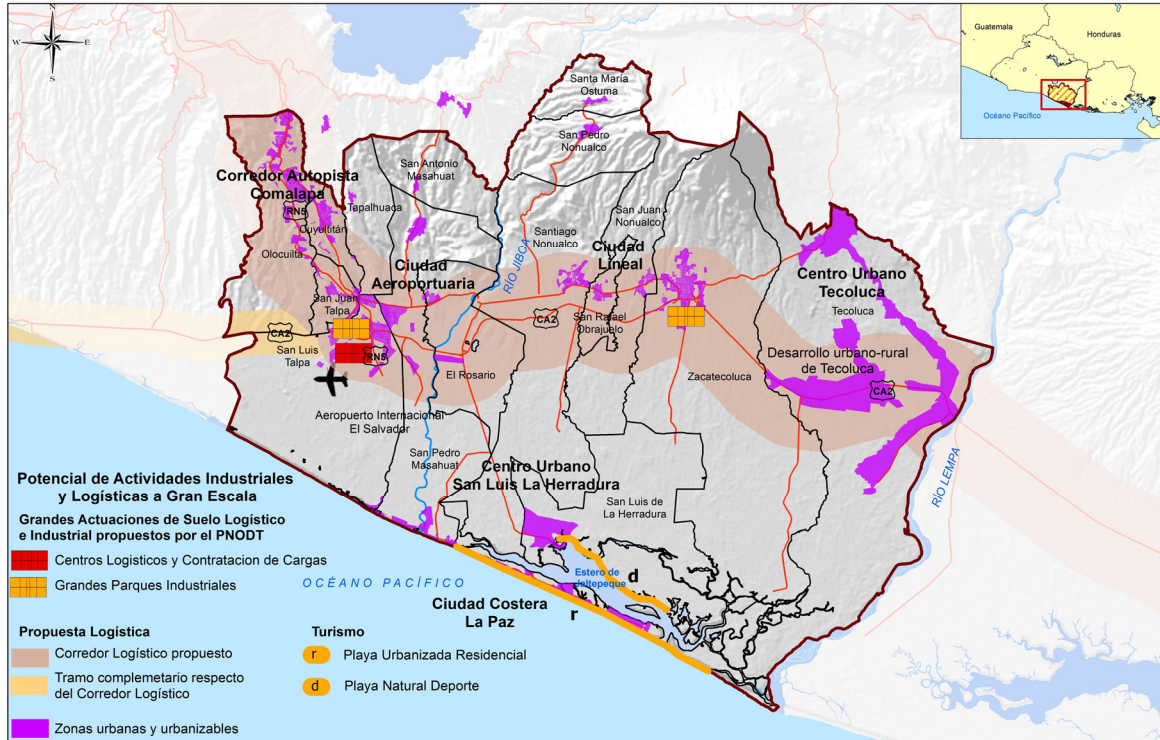 N
W
E
S
Guatemala
Honduras
Océano Pacífico
Santa María
Ostuma
San Pedro
Nonualco
San Antonio
Masahuat
Corredor Autopista
Comalapa
RN5
Tapalhuaca
Cuyultitán
Olocuilta
San Juan
Nonualco
Santiago
Nonualco
RÍO JIBOA
Ciudad
Lineal
Ciudad
Aeroportuaria
Centro Urbano
Tecoluca
Tecoluca
San Juan
Talpa
CA2
CA2
San Rafael
Obrajuelo
San Luis
Talpa
RN5
El Rosario
Zacatecoluca
Desarrollo urbano-rural
de Tecoluca
CA2
Aeropuerto Internacional
El Salvador
San Pedro
Masahuat
Centro Urbano
San Luis La Herradura
San Luis de
La Herradura
RÍO LEMPA
Estero de
Jaltepeque
d
r
OCÉANO PACÍFICO
Ciudad Costera
La Paz
Potencial de Actividades Industriales
y Logísticas a Gran Escala
Grandes Actuaciones de Suelo Logístico
e Industrial propuestos por el PNODT
Centros Logisticos y Contratacion de Cargas
Grandes Parques Industriales
Propuesta Logística
Corredor Logístico propuesto
Tramo complemetario respecto
del Corredor Logístico
Zonas urbanas y urbanizables
Turismo
r Playa Urbanizada Residencial
d Playa Natural Deporte